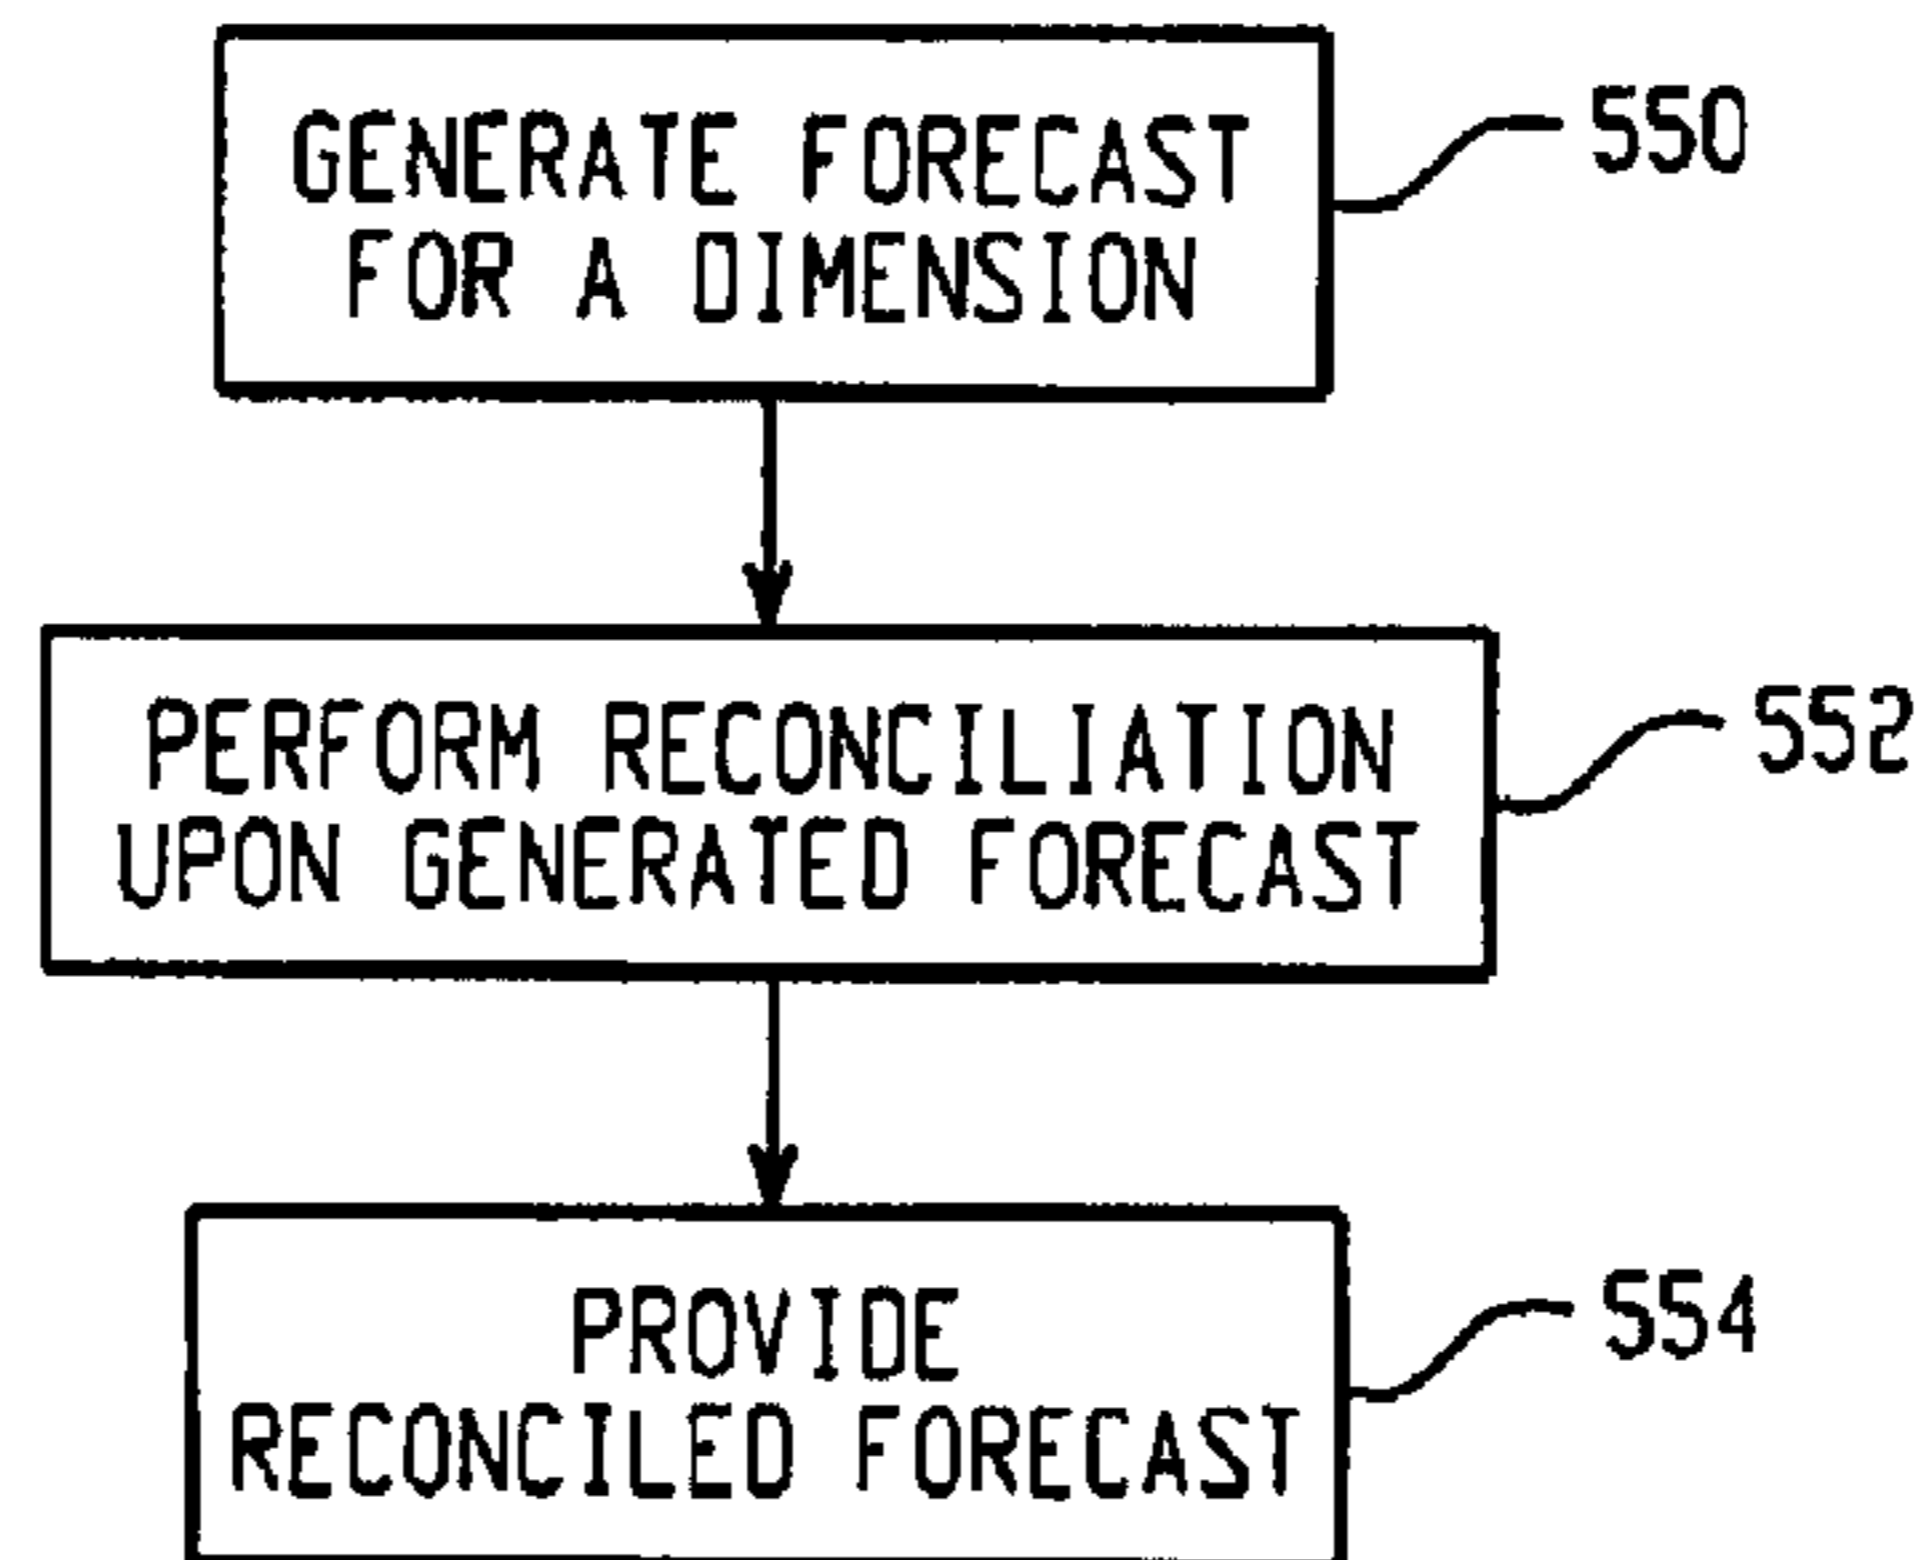 GENERATE FORECAST
FOR A DIMENSION
550
PERFORM RECONCILIATION
UPON GENERATED FORECAST
552
PROVIDE
RECONCILED FORECAST
554